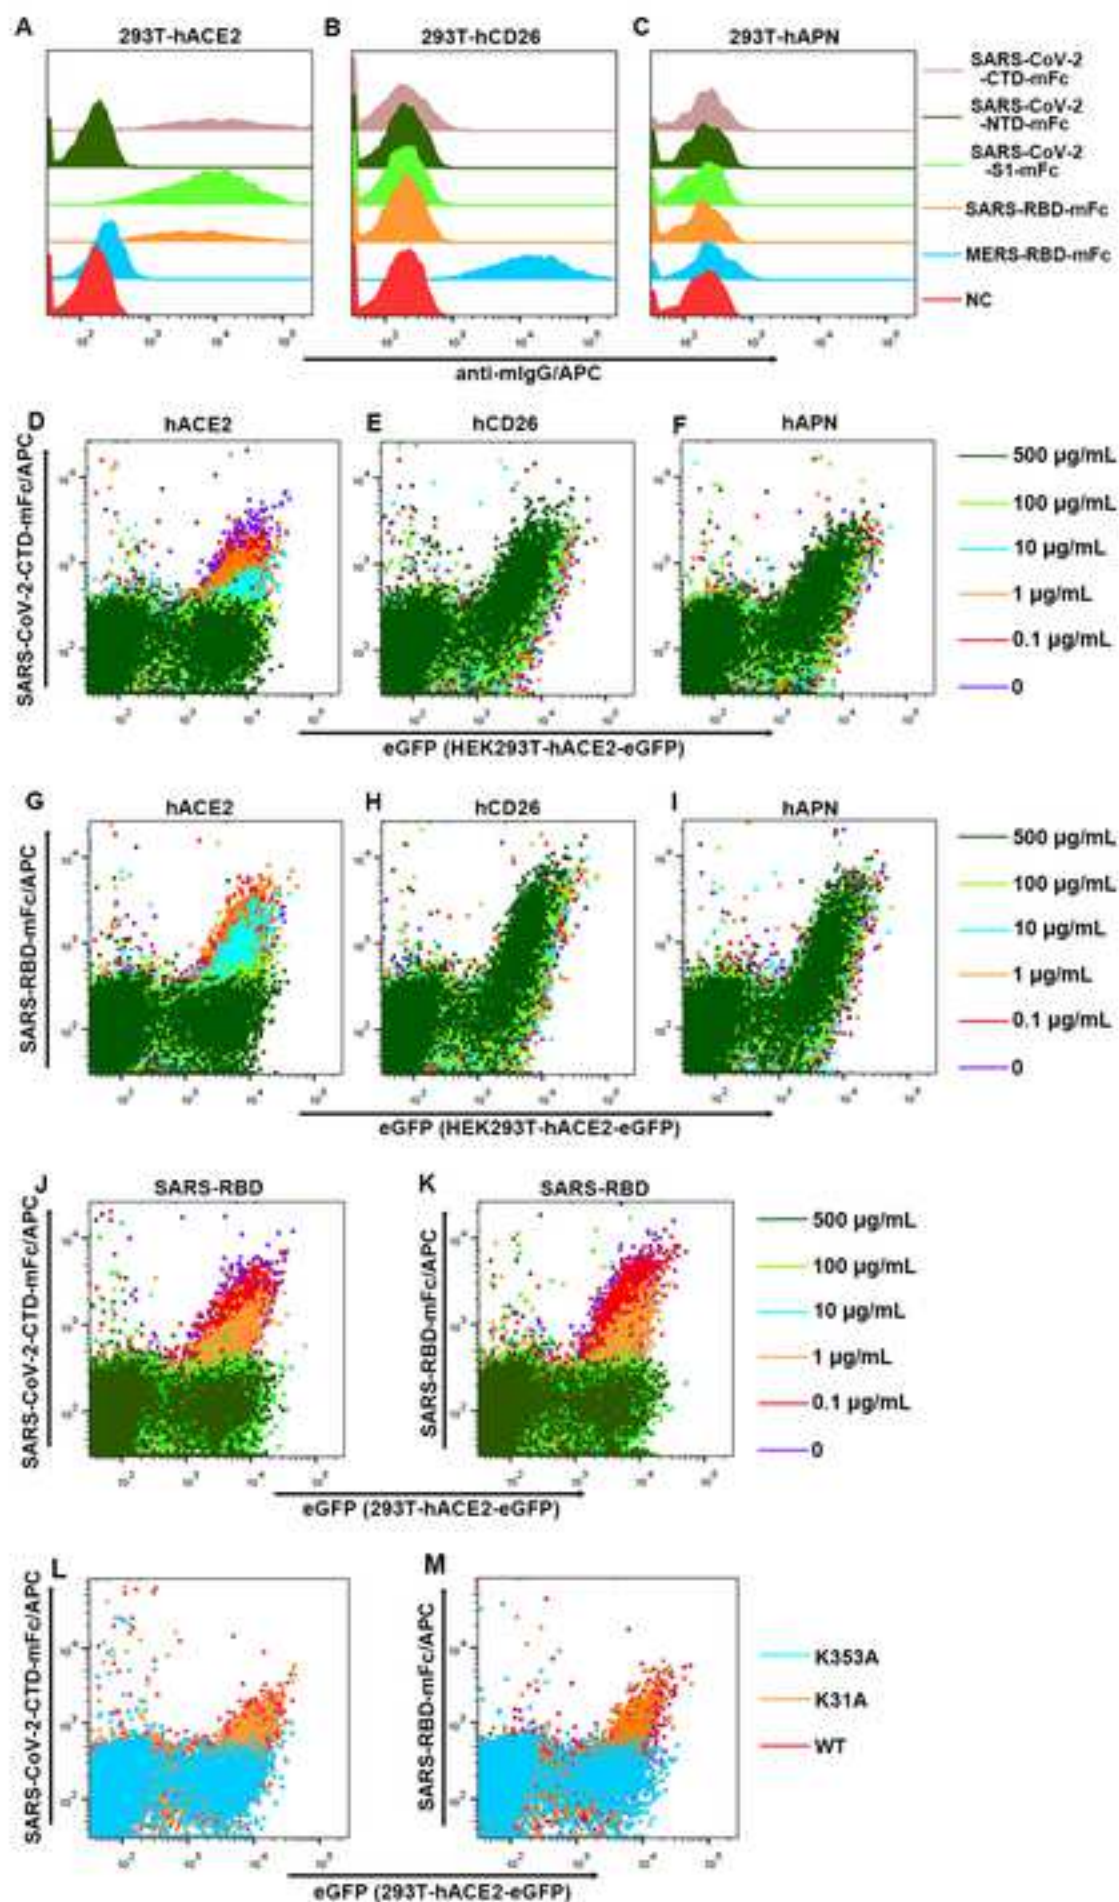 A
293T-hACE2
B
293T-hCD26
C
293T-hAPN
SARS-CoV-2
-CTD-mFc
SARS-CoV-2
-NTD-mFc
SARS-CoV-2
-S1-mFc
SARS-RBD-mFc
MERS-RBD-mFc
NC
anti-mIgG/APC
D
hACE2
E
hCD26
F
hAPN
SARS-CoV-2-CTD-mFc/APC
500 µg/mL
100 µg/mL
10 µg/mL
1 µg/mL
0.1 µg/mL
0
eGFP (HEK293T-hACE2-eGFP)
G
hACE2
H
hCD26
I
hAPN
SARS-RBD-mFc/APC
500 µg/mL
100 µg/mL
10 µg/mL
1 µg/mL
0.1 µg/mL
0
eGFP (HEK293T-hACE2-eGFP)
J
SARS-RBD
K
SARS-RBD
SARS-CoV-2-CTD-mFc/APC
SARS-RBD-mFc/APC
500 µg/mL
100 µg/mL
10 µg/mL
1 µg/mL
0.1 µg/mL
0
eGFP (293T-hACE2-eGFP)
L
M
SARS-CoV-2-CTD-mFc/APC
SARS-RBD-mFc/APC
K353A
K31A
WT
eGFP (293T-hACE2-eGFP)